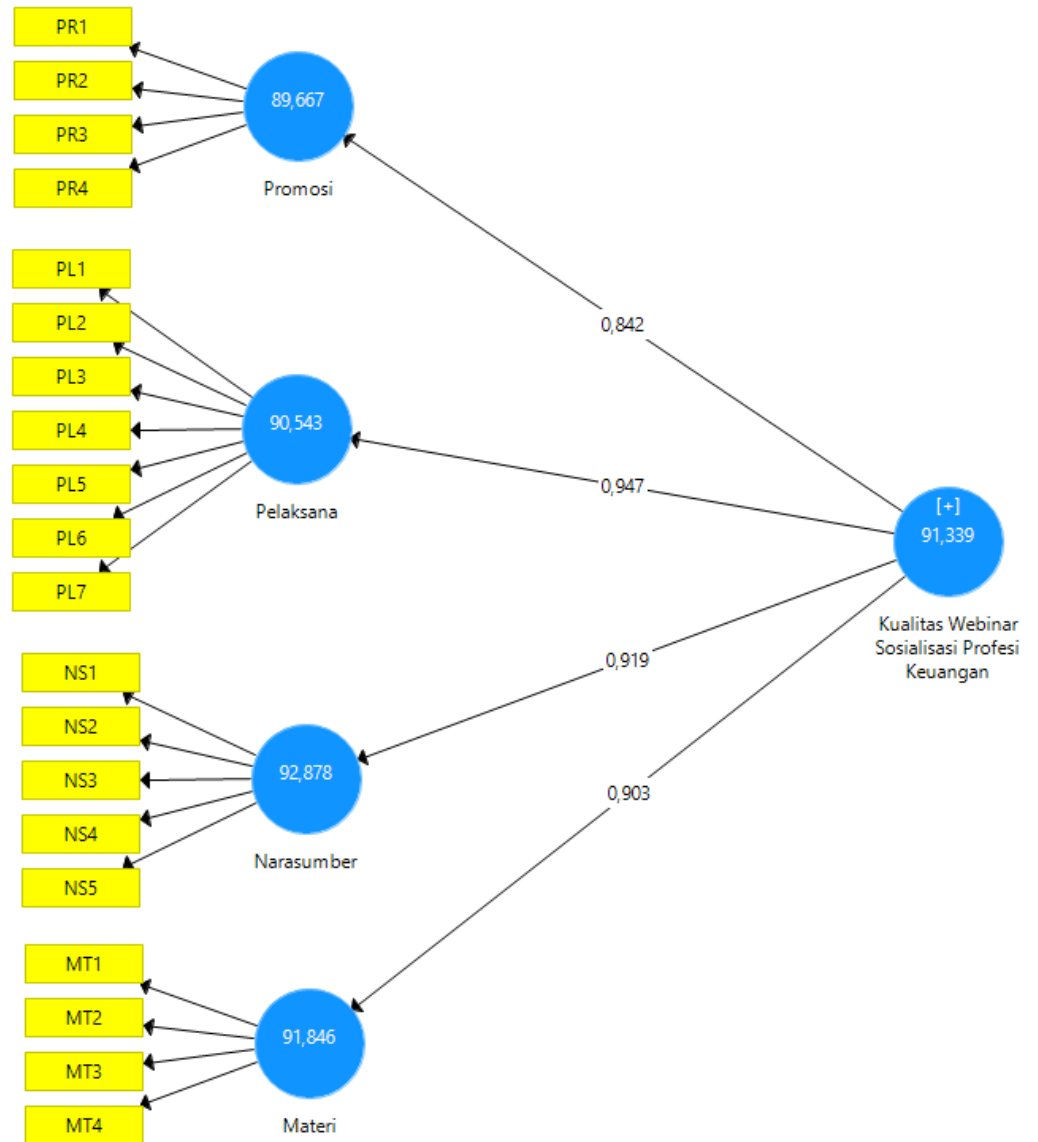 PR1
PR2
PR3
PR4
89,667
Promosi
0,842
PL1
PL2
PL3
PL4
PL5
PL6
PL7
90,543
Pelaksana
0,947
[+]
91,339
Kualitas Webinar
Sosialisasi Profesi
Keuangan
NS1
NS2
NS3
NS4
NS5
92,878
Narasumber
0,919
0,903
MT1
MT2
MT3
MT4
91,846
Materi